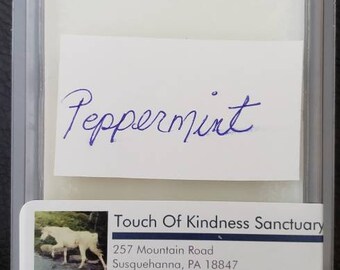 Peppermint
Touch Of Kindness Sanctuary
257 Mountain Road
Susquehanna, PA 18847